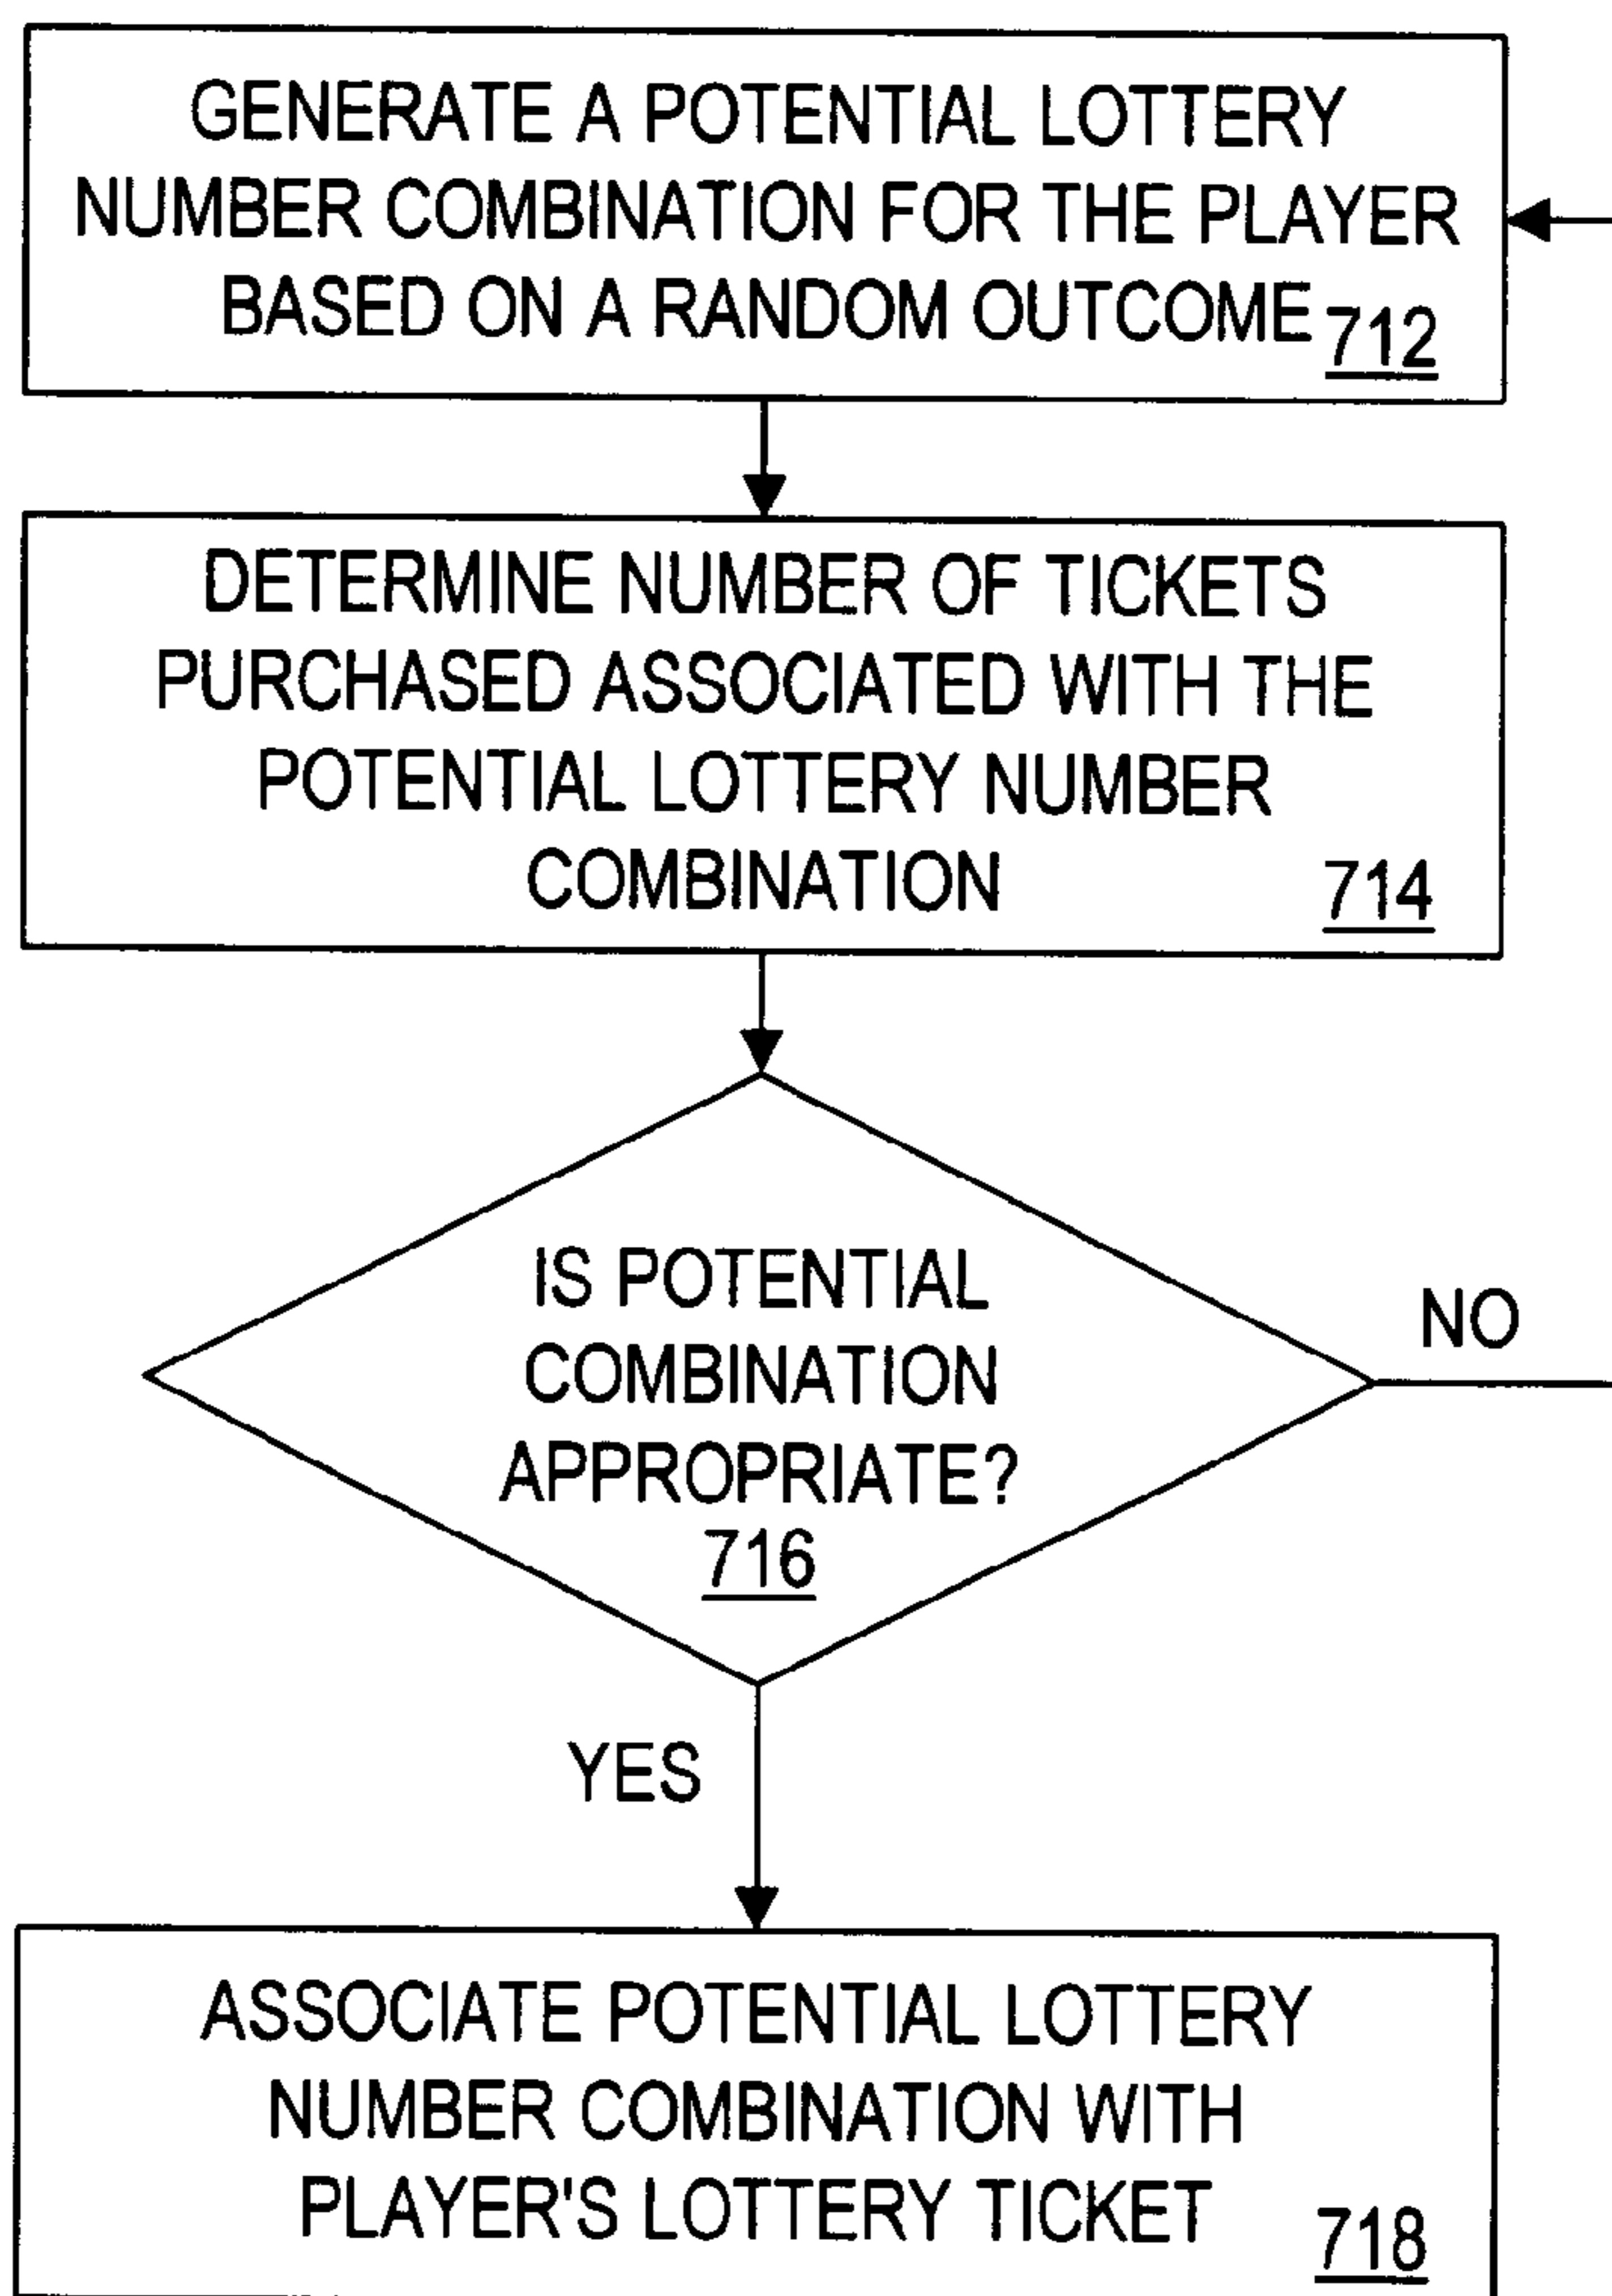 GENERATE A POTENTIAL LOTTERY
NUMBER COMBINATION FOR THE PLAYER
BASED ON A RANDOM OUTCOME 712
DETERMINE NUMBER OF TICKETS
PURCHASED ASSOCIATED WITH THE
POTENTIAL LOTTERY NUMBER
COMBINATION 714
IS POTENTIAL
COMBINATION
APPROPRIATE?
716
NO
YES
ASSOCIATE POTENTIAL LOTTERY
NUMBER COMBINATION WITH
PLAYER'S LOTTERY TICKET 718